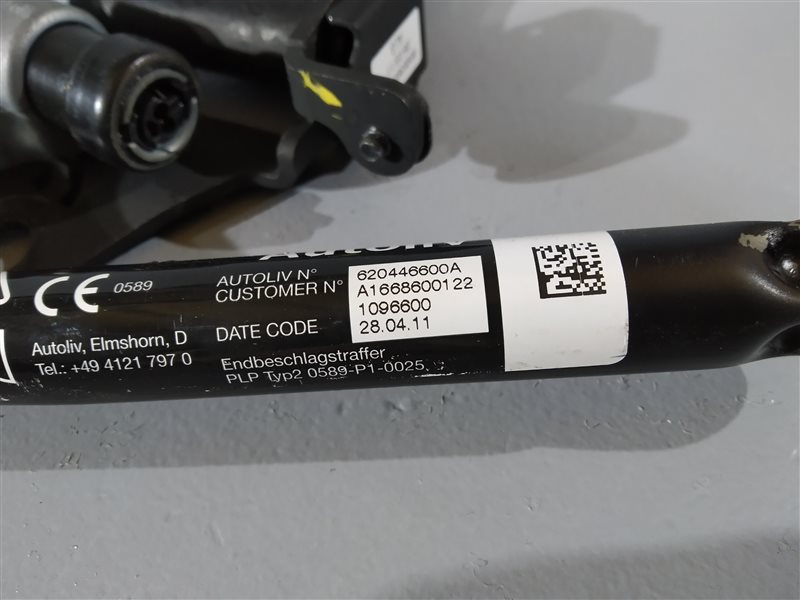 Autoliv
CE 0589
AUTOLIV N° 620446600A
CUSTOMER N° A1668600122
1096600
DATE CODE 28.04.11
Autoliv, Elmshorn, D
Tel.: +49 4121 797 0
Endbeschlagstraffer
PLP Typ2 0589-P1-0025